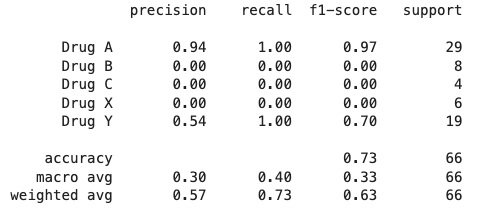 precision recall f1-score support
Drug A 0.94 1.00 0.97 29
Drug B 0.00 0.00 0.00 8
Drug C 0.00 0.00 0.00 4
Drug X 0.00 0.00 0.00 6
Drug Y 0.54 1.00 0.70 19
accuracy 0.73 66
macro avg 0.30 0.40 0.33 66
weighted avg 0.57 0.73 0.63 66